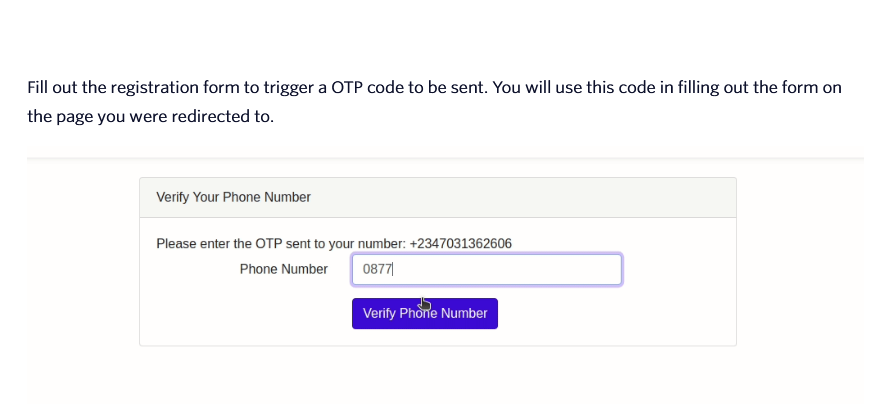 Fill out the registration form to trigger a OTP code to be sent. You will use this code in filling out the form on
the page you were redirected to.
Verify Your Phone Number
Please enter the OTP sent to your number: +2347031362606
Phone Number 0877
Verify Phone Number